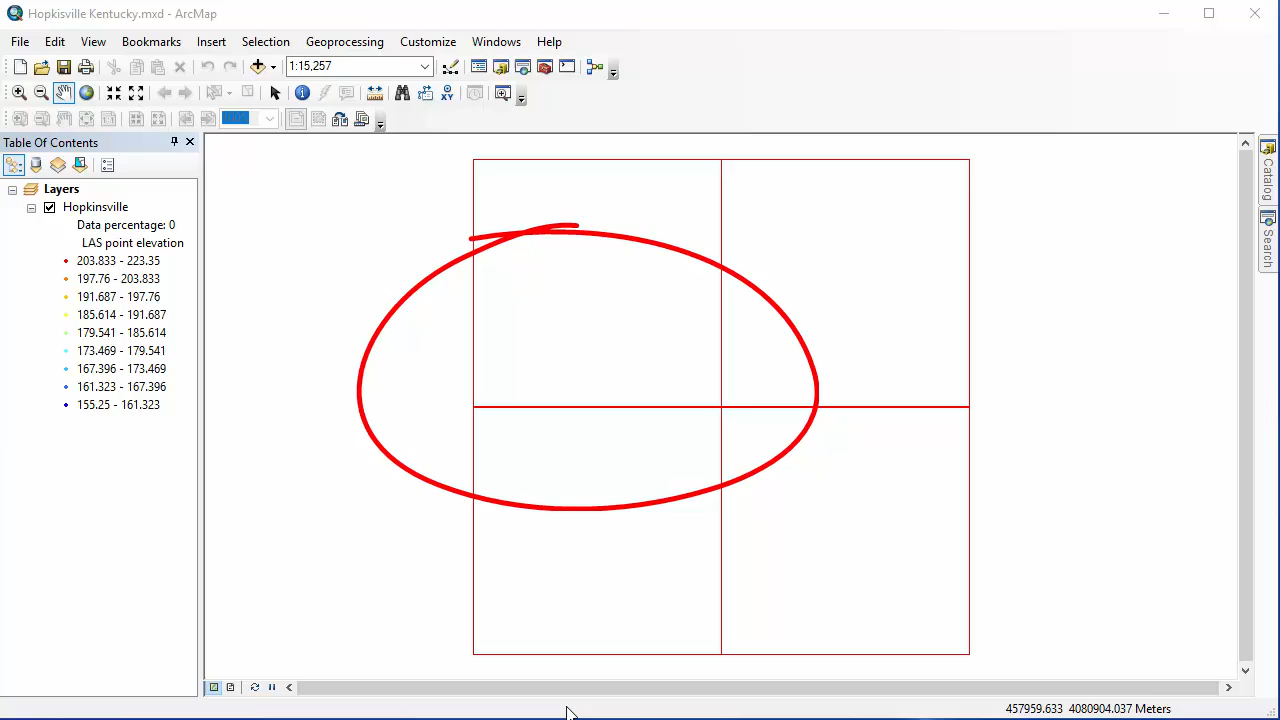 Hopkisville Kentucky.mxd - ArcMap
File Edit View Bookmarks Insert Selection Geoprocessing Customize Windows Help
1:15,257
XY
100%
Table Of Contents
Layers
Hopkinsville
Data percentage: 0
LAS point elevation
203.833 - 223.35
197.76 - 203.833
191.687 - 197.76
185.614 - 191.687
179.541 - 185.614
173.469 - 179.541
167.396 - 173.469
161.323 - 167.396
155.25 - 161.323
Catalog
Search
457959.633 4080904.037 Meters